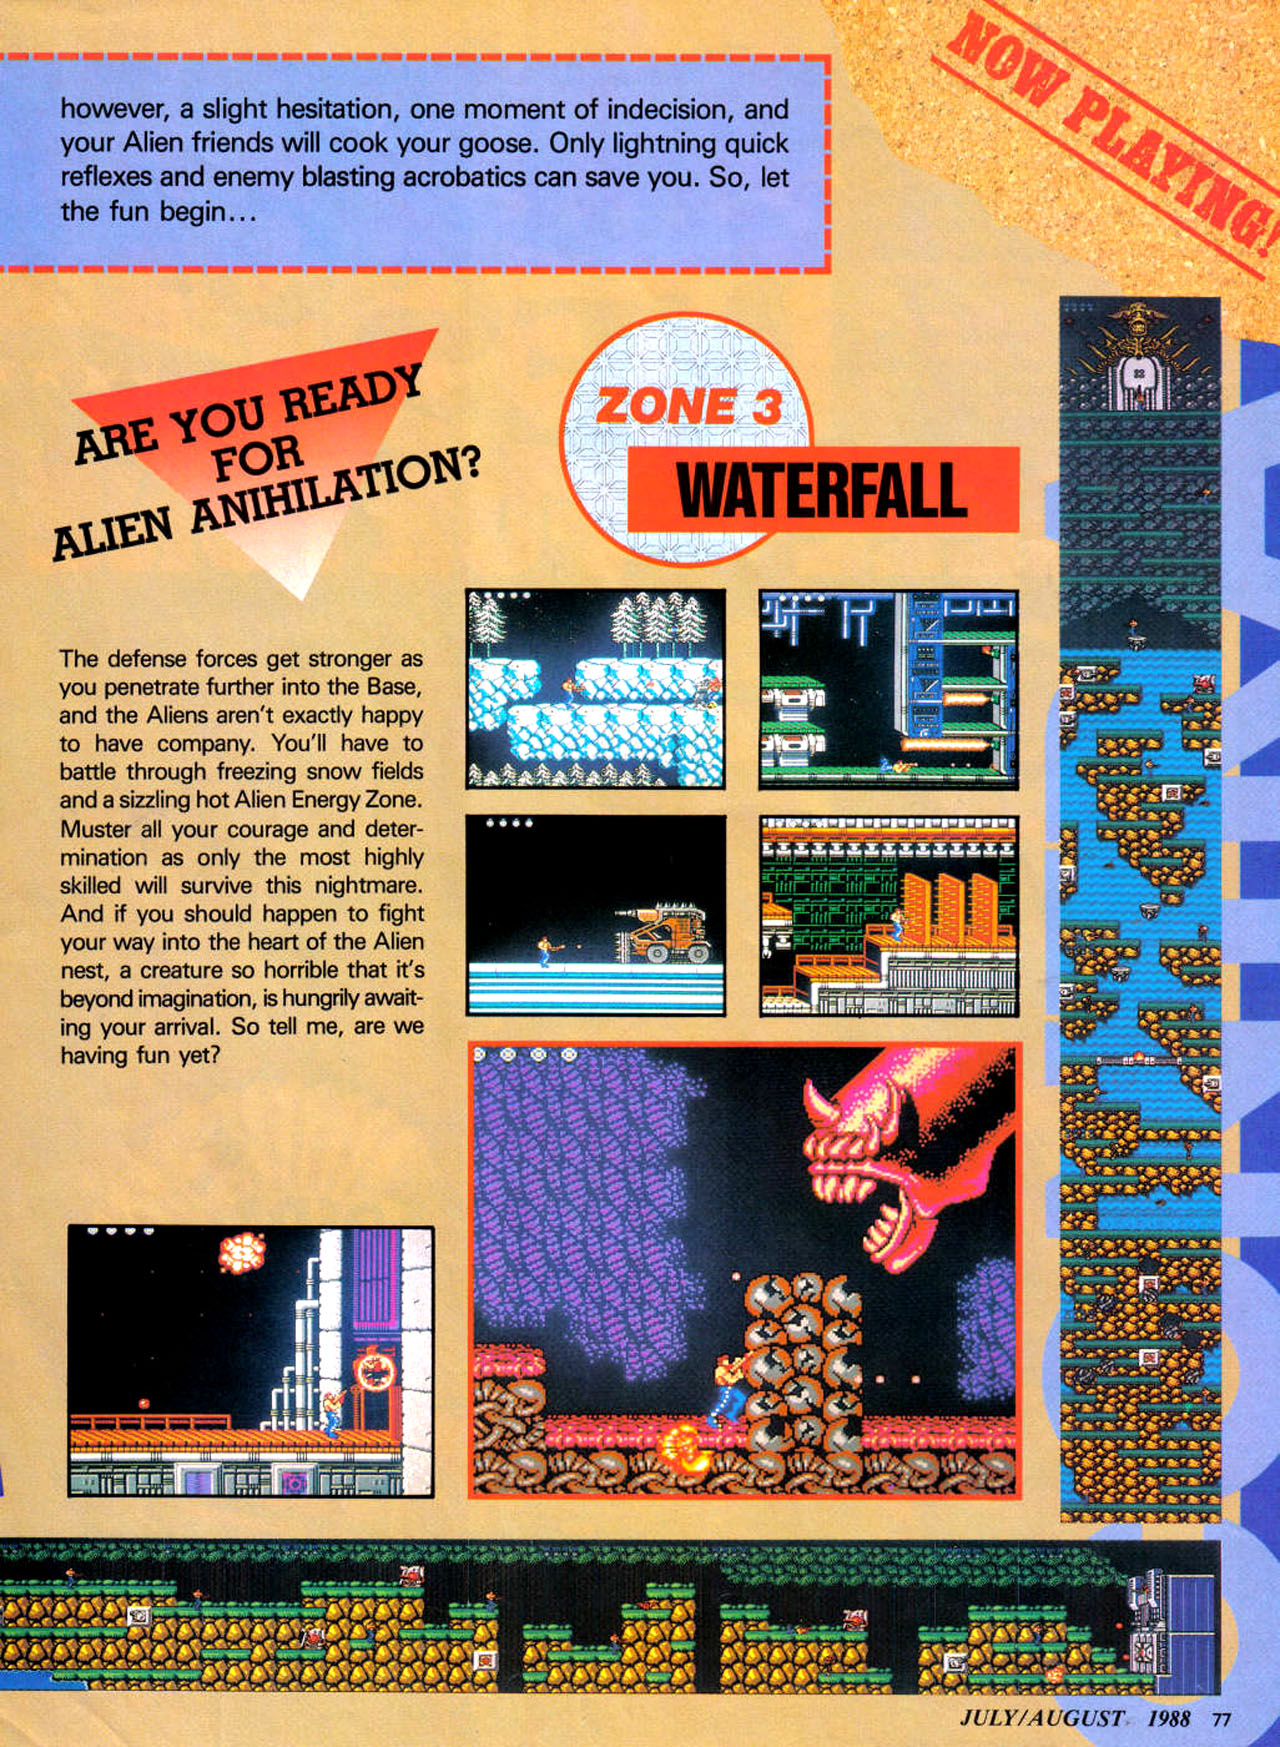 however, a slight hesitation, one moment of indecision, and
your Alien friends will cook your goose. Only lightning quick
reflexes and enemy blasting acrobatics can save you. So, let
the fun begin...
NOW PLAYING!
ARE YOU READY
FOR
ALIEN ANIHILATION?
ZONE 3
WATERFALL
The defense forces get stronger as
you penetrate further into the Base,
and the Aliens aren't exactly happy
to have company. You'll have to
battle through freezing snow fields
and a sizzling hot Alien Energy Zone.
Muster all your courage and deter-
mination as only the most highly
skilled will survive this nightmare.
And if you should happen to fight
your way into the heart of the Alien
nest, a creature so horrible that it's
beyond imagination, is hungrily await-
ing your arrival. So tell me, are we
having fun yet?
JULY/AUGUST 1988 77